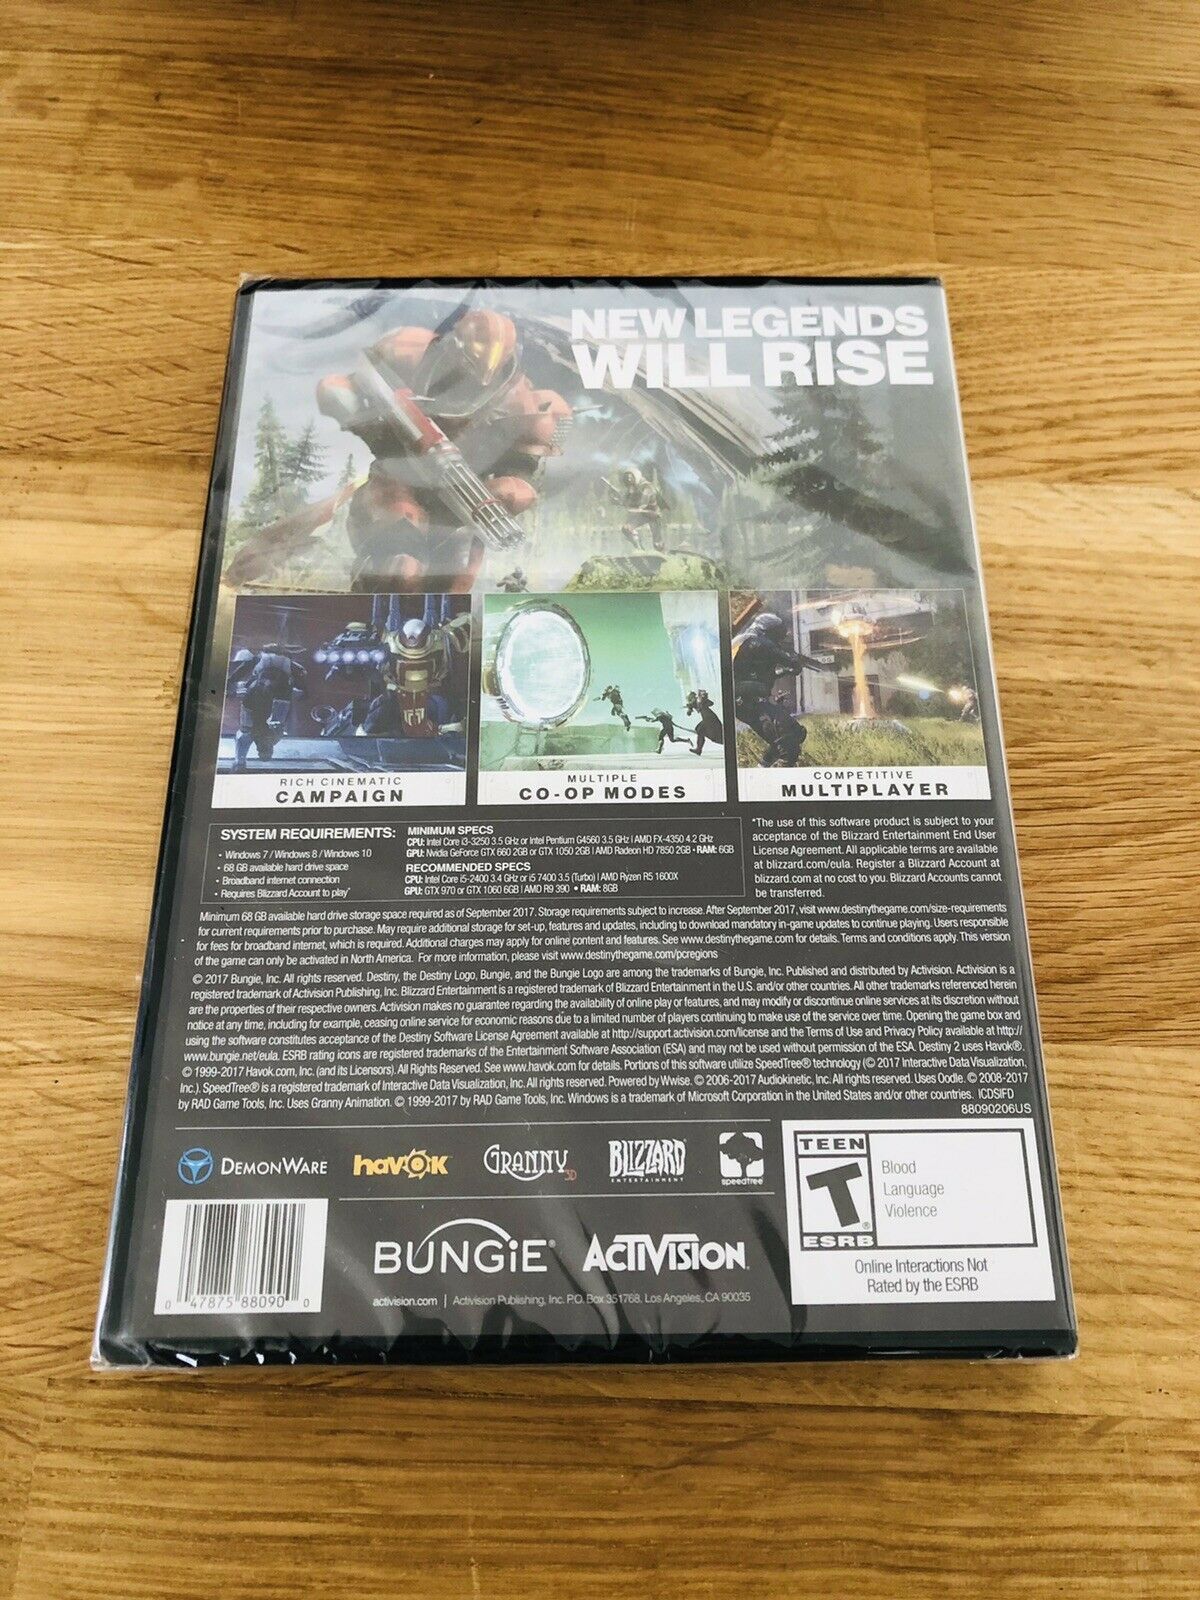 NEW LEGENDS
WILL RISE
RICH CINEMATIC
CAMPAIGN
MULTIPLE
CO-OP MODES
COMPETITIVE
MULTIPLAYER
SYSTEM REQUIREMENTS:
• Windows 7 / Windows 8 / Windows 10
• 68 GB available hard drive space
• Broadband internet connection
• Requires Blizzard Account to play*
MINIMUM SPECS
CPU: Intel Core i3-3250 3.5 GHz or Intel Pentium G4560 3.5 GHz | AMD FX-4350 4.2 GHz
GPU: Nvidia GeForce GTX 660 2GB or GTX 1050 2GB | AMD Radeon HD 7850 2GB • RAM: 6GB
RECOMMENDED SPECS
CPU: Intel Core i5-2400 3.4 GHz or i5 7400 3.5 (Turbo) | AMD Ryzen R5 1600X
GPU: GTX 970 or GTX 1060 6GB | AMD R9 390 • RAM: 8GB
*The use of this software product is subject to your
acceptance of the Blizzard Entertainment End User
License Agreement. All applicable terms are available
at blizzard.com/eula. Register a Blizzard Account at
blizzard.com at no cost to you. Blizzard Accounts cannot
be transferred.
Minimum 68 GB available hard drive storage space required as of September 2017. Storage requirements subject to increase. After September 2017, visit www.destinythegame.com/size-requirements
for current requirements prior to purchase. May require additional storage for set-up, features and updates, including to download mandatory in-game updates to continue playing. Users responsible
for fees for broadband internet, which is required. Additional charges may apply for online content and features. See www.destinythegame.com for details. Terms and conditions apply. This version
of the game can only be activated in North America. For more information, please visit www.destinythegame.com/pcregions
© 2017 Bungie, Inc. All rights reserved. Destiny, the Destiny Logo, Bungie, and the Bungie Logo are among the trademarks of Bungie, Inc. Published and distributed by Activision. Activision is a
registered trademark of Activision Publishing, Inc. Blizzard Entertainment is a registered trademark of Blizzard Entertainment in the U.S. and/or other countries. All other trademarks referenced herein
are the properties of their respective owners. Activision makes no guarantee regarding the availability of online play or features, and may modify or discontinue online services at its discretion without
notice at any time, including for example, ceasing online service for economic reasons due to a limited number of players continuing to make use of the service over time. Opening the game box and
using the software constitutes acceptance of the Destiny Software License Agreement available at http://support.activision.com/license and the Terms of Use and Privacy Policy available at http://
www.bungie.net/eula. ESRB rating icons are registered trademarks of the Entertainment Software Association (ESA) and may not be used without permission of the ESA. Destiny 2 uses Havok®.
© 1999-2017 Havok.com, Inc. (and its Licensors). All Rights Reserved. See www.havok.com for details. Portions of this software utilize SpeedTree® technology (© 2017 Interactive Data Visualization,
Inc.). SpeedTree® is a registered trademark of Interactive Data Visualization, Inc. All rights reserved. Powered by Wwise. © 2006-2017 Audiokinetic, Inc. All rights reserved. Uses Oodle. © 2008-2017
by RAD Game Tools, Inc. Uses Granny Animation. © 1999-2017 by RAD Game Tools, Inc. Windows is a trademark of Microsoft Corporation in the United States and/or other countries. ICDSIFD
88090206US
DEMONWARE
havok
GRANNY 3D
BLIZZARD
ENTERTAINMENT
speedtree®
TEEN
T
®
ESRB
Blood
Language
Violence
Online Interactions Not
Rated by the ESRB
BUNGiE®
ACTIVISION®
activision.com | Activision Publishing, Inc. P.O. Box 351768, Los Angeles, CA 90035
0 47875 88090 0